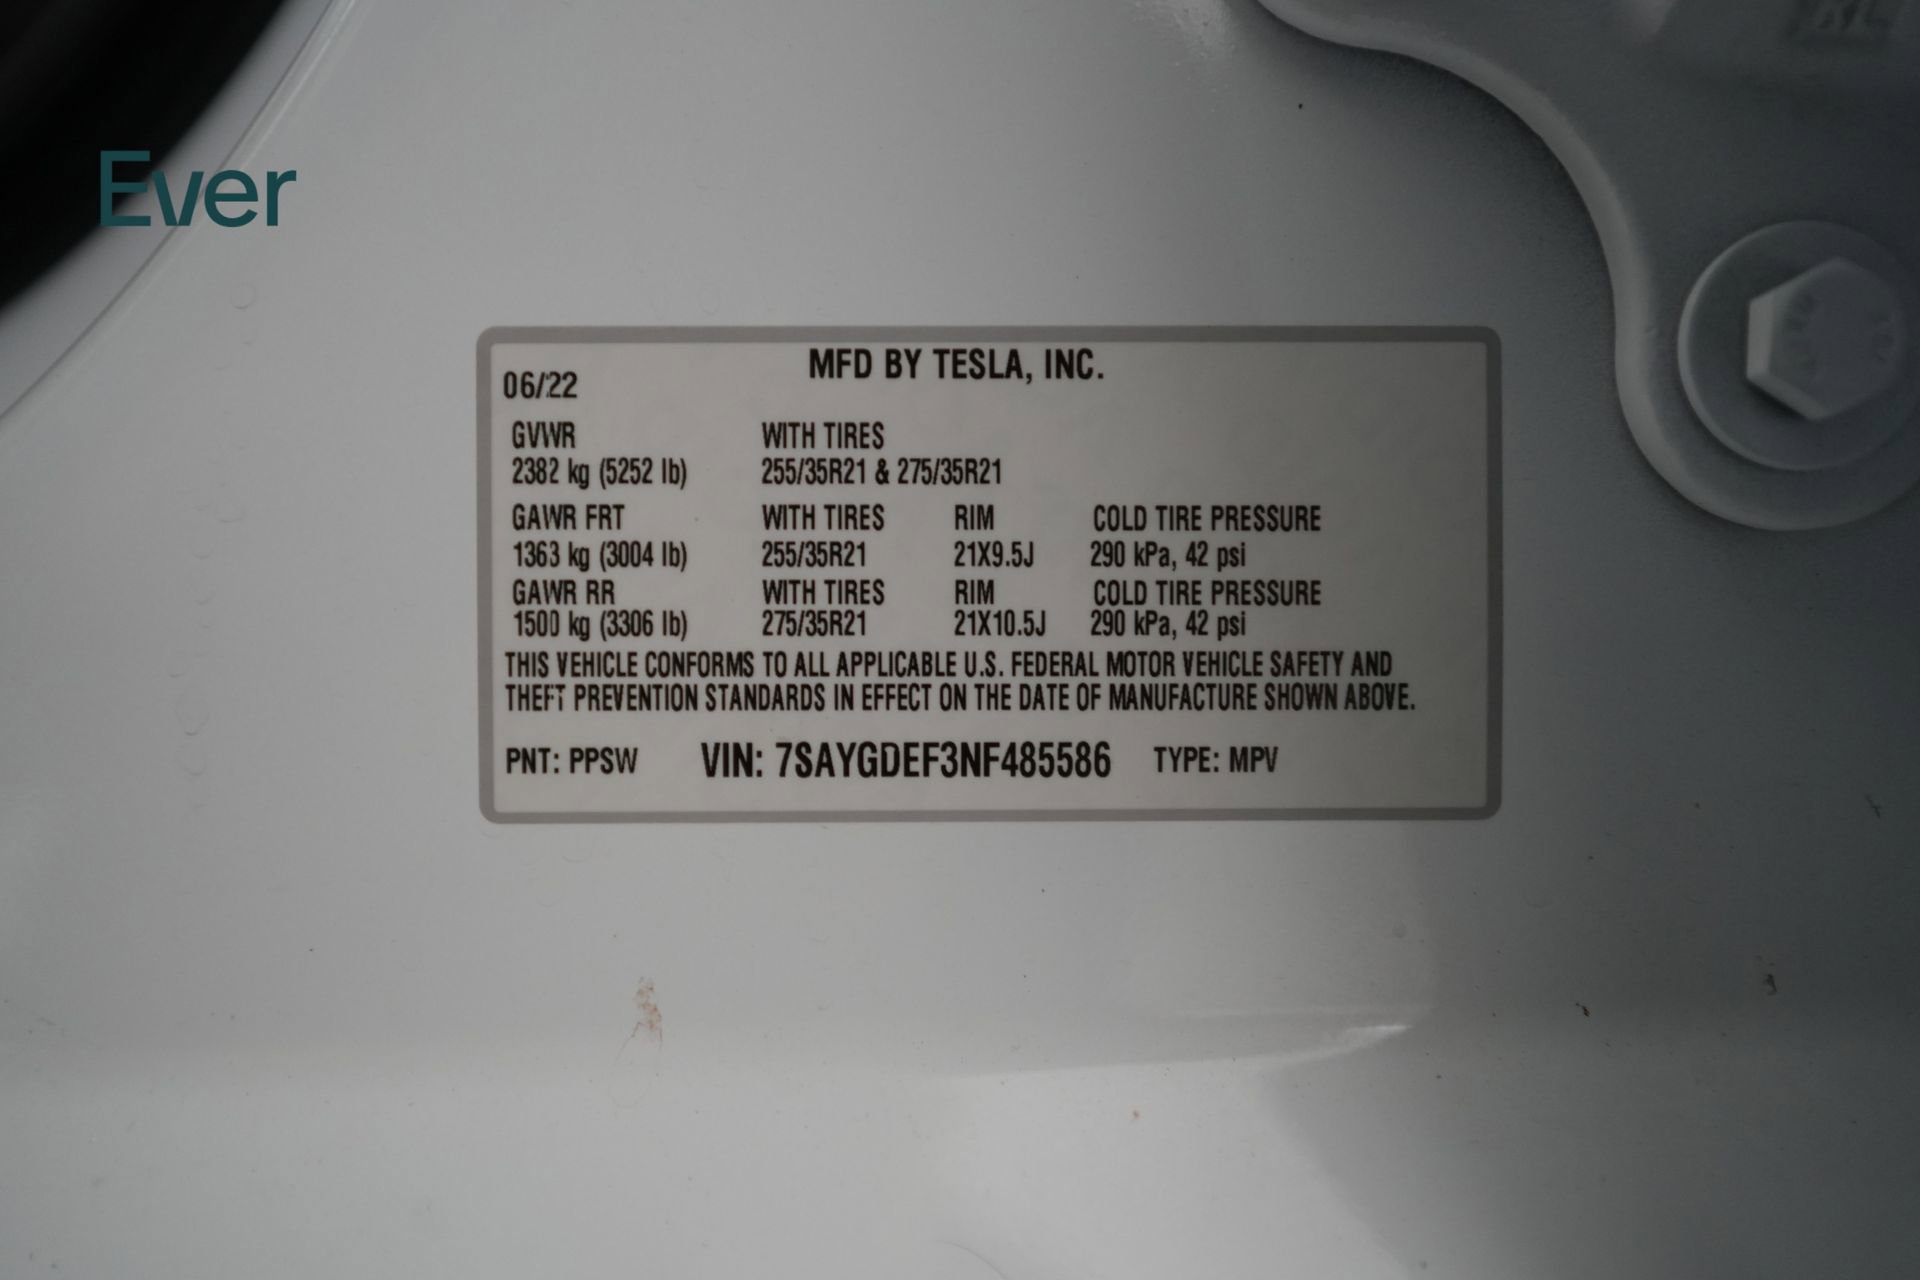 Ever
MFD BY TESLA, INC.
06/22
GVWR WITH TIRES
2382 kg (5252 lb) 255/35R21 & 275/35R21
GAWR FRT WITH TIRES RIM COLD TIRE PRESSURE
1363 kg (3004 lb) 255/35R21 21X9.5J 290 kPa, 42 psi
GAWR RR WITH TIRES RIM COLD TIRE PRESSURE
1500 kg (3306 lb) 275/35R21 21X10.5J 290 kPa, 42 psi
THIS VEHICLE CONFORMS TO ALL APPLICABLE U.S. FEDERAL MOTOR VEHICLE SAFETY AND
THEFT PREVENTION STANDARDS IN EFFECT ON THE DATE OF MANUFACTURE SHOWN ABOVE.
PNT: PPSW VIN: 7SAYGDEF3NF485586 TYPE: MPV